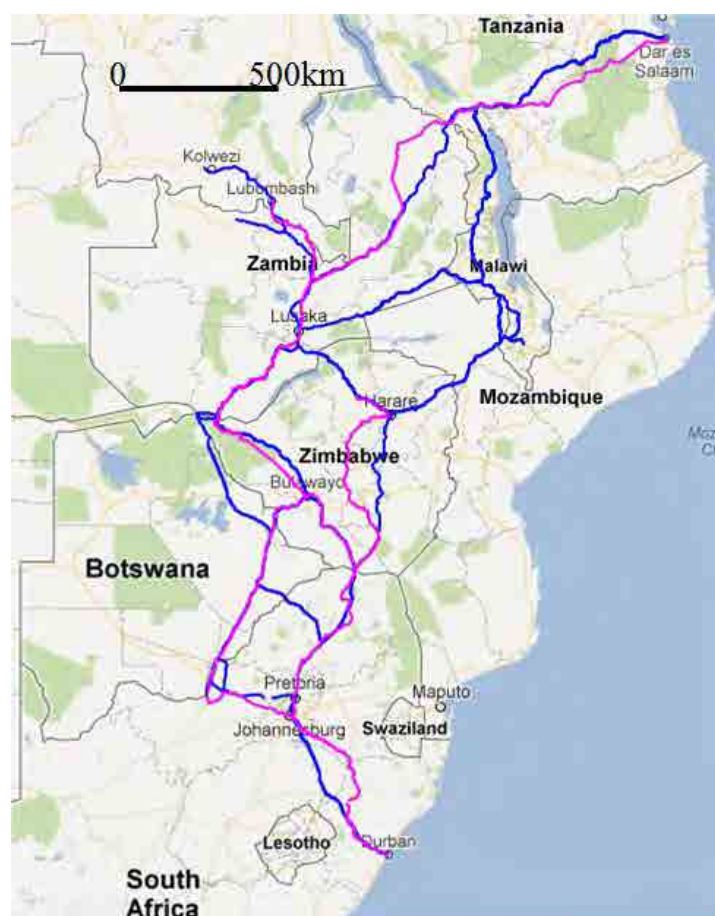 Tanzania
Dar es
Salaam
0 500km
Kolwezi
Lubumbashi
Zambia
Malawi
Lusaka
Mozambique
Harare
Zimbabwe
Bulawayo
Botswana
Pretoria
Maputo
Johannesburg
Swaziland
Lesotho
Durban
South
Africa